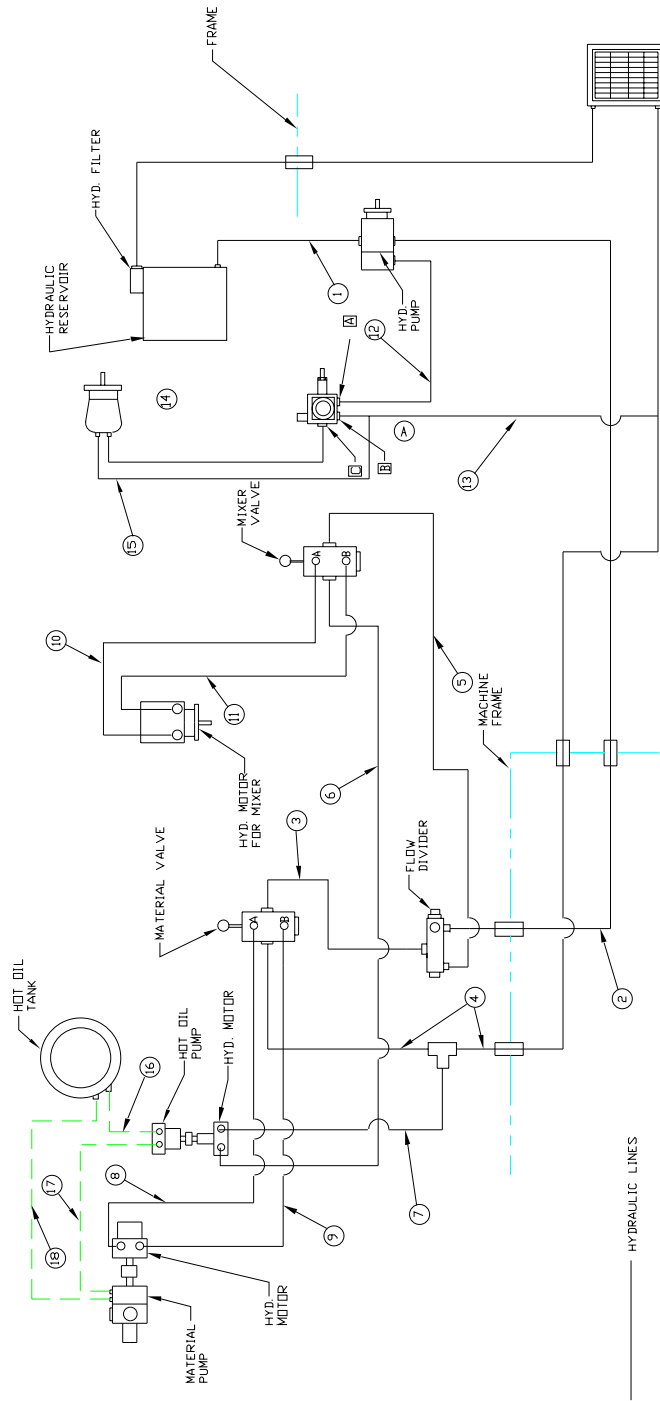 HOT OIL
TANK
MATERIAL VALVE
MIXER
VALVE
HYDRAULIC
RESERVOIR
HYD. FILTER
FRAME
18
17
16
HOT OIL
PUMP
HYD. MOTOR
8
9
7
MATERIAL
PUMP
HYD.
MOTOR
A
B
3
4
FLOW
DIVIDER
2
10
11
HYD. MOTOR
FOR MIXER
6
A
B
5
MACHINE
FRAME
15
14
C
B
A
A
12
13
1
HYD.
PUMP
HYDRAULIC LINES